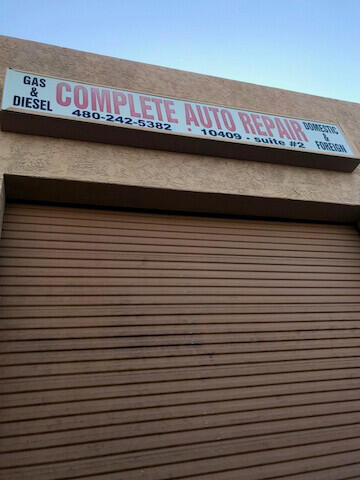 GAS
&
DIESEL
COMPLETE AUTO REPAIR
480-242-5382 • 10409 - suite #2
DOMESTIC
&
FOREIGN